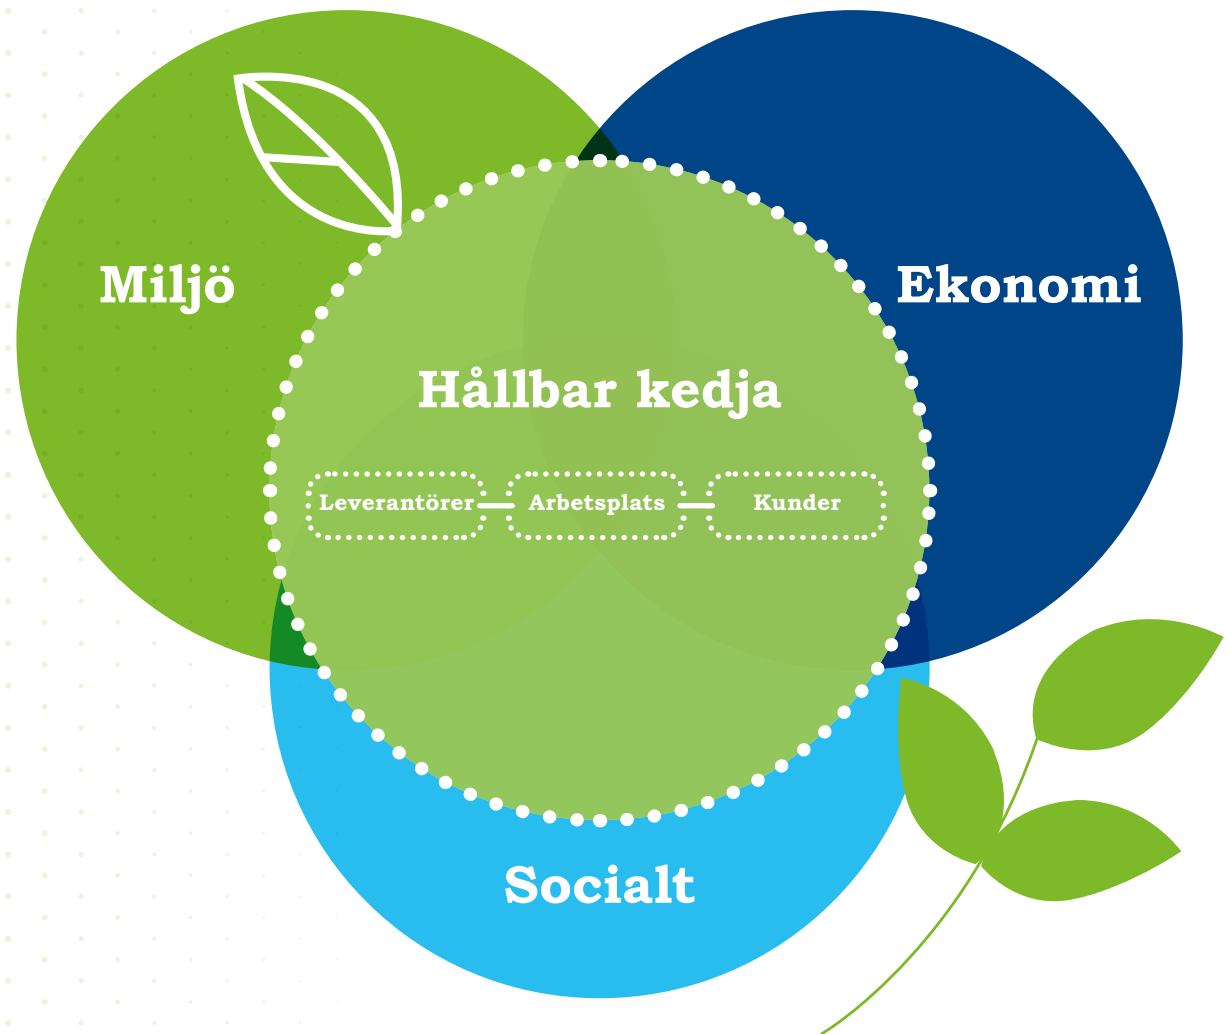 Miljö
Ekonomi
Hållbar kedja
Leverantörer
Arbetsplats
Kunder
Socialt